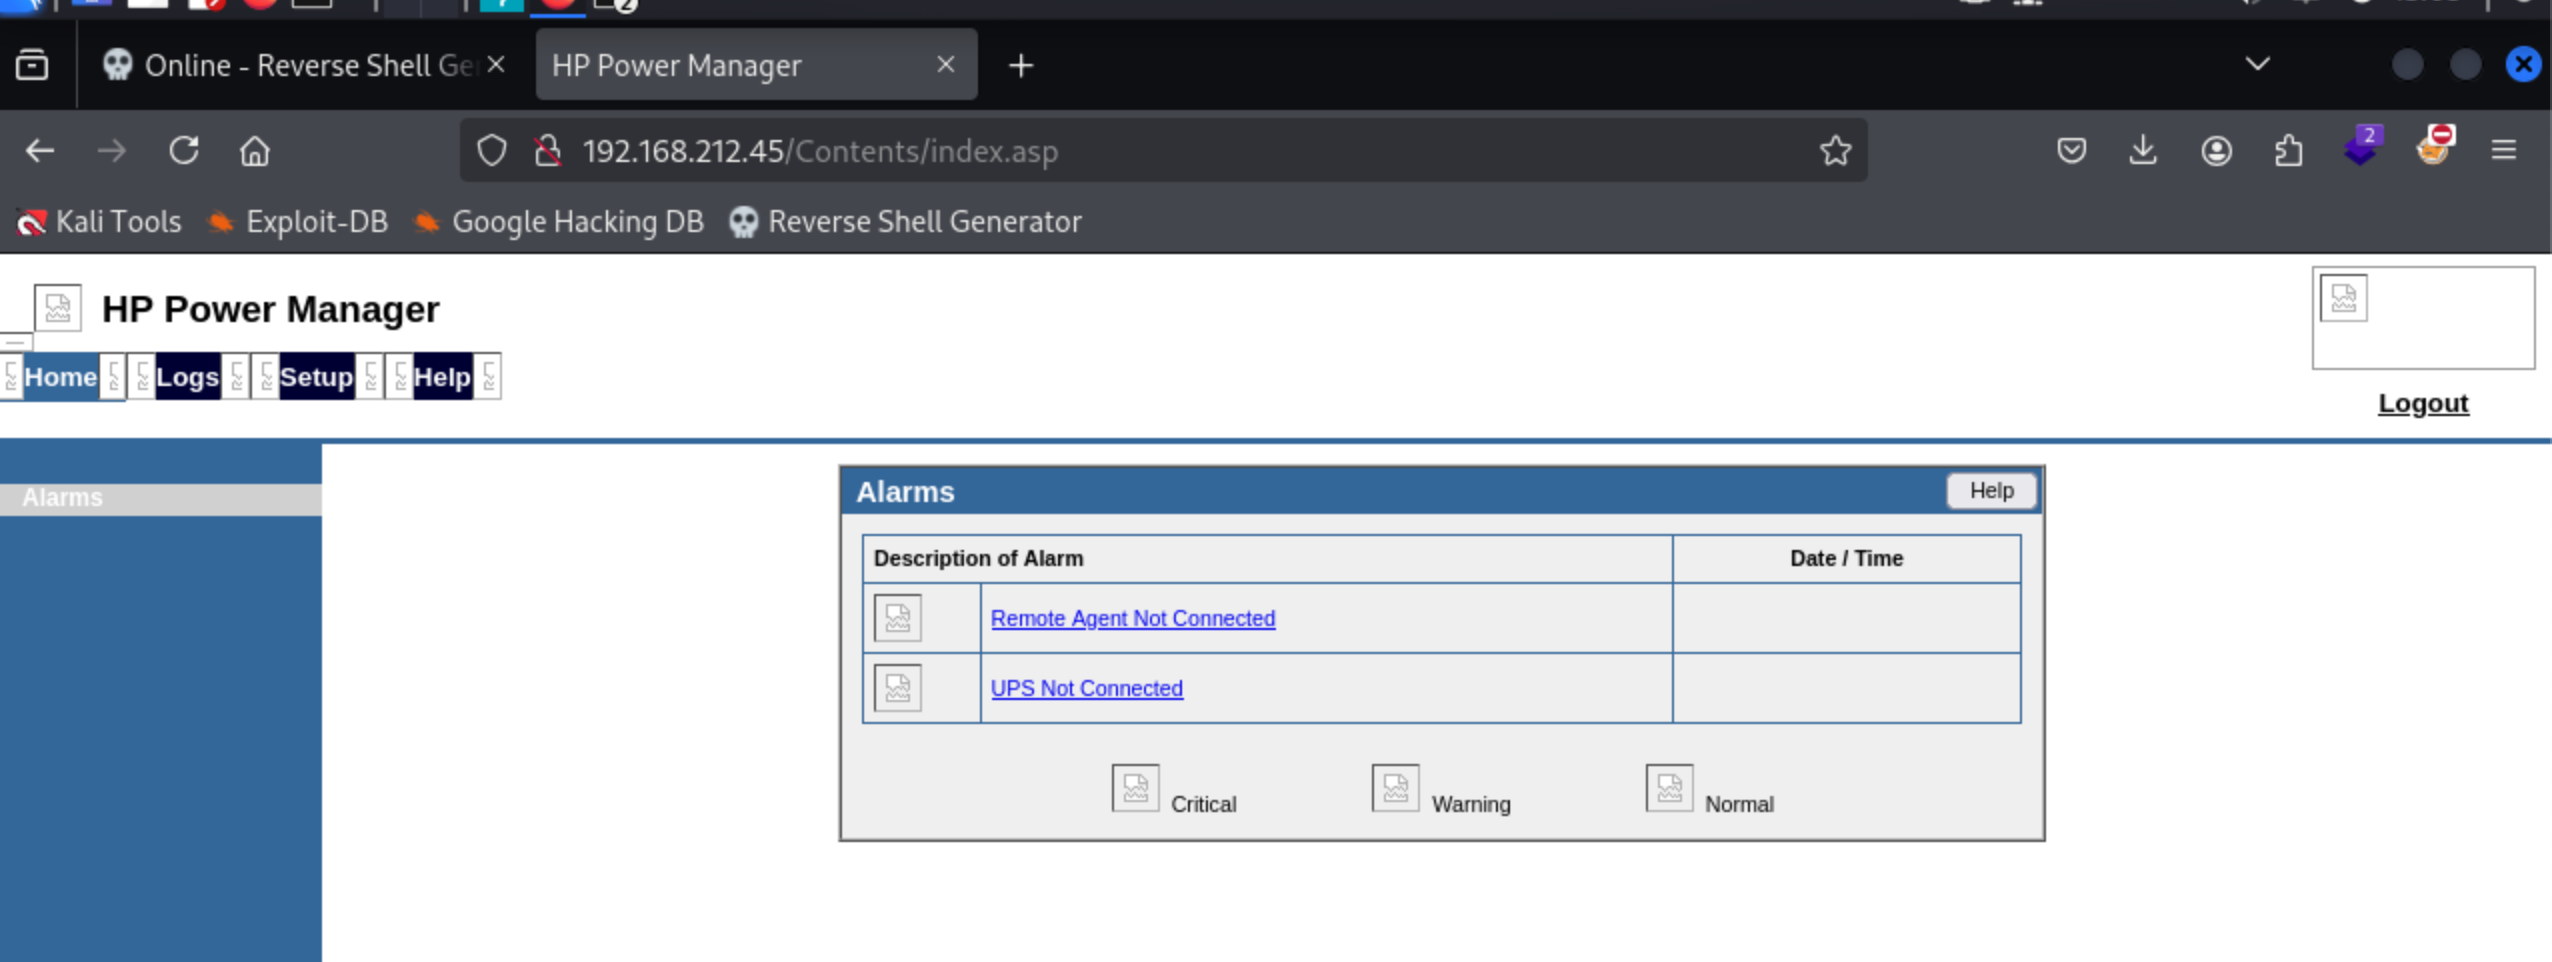 2
Online - Reverse Shell Ge
HP Power Manager
192.168.212.45/Contents/index.asp
2
Kali Tools
Exploit-DB
Google Hacking DB
Reverse Shell Generator
HP Power Manager
Home
Logs
Setup
Help
Logout
Alarms
Alarms
Help
Description of Alarm
Date / Time
Remote Agent Not Connected
UPS Not Connected
Critical
Warning
Normal